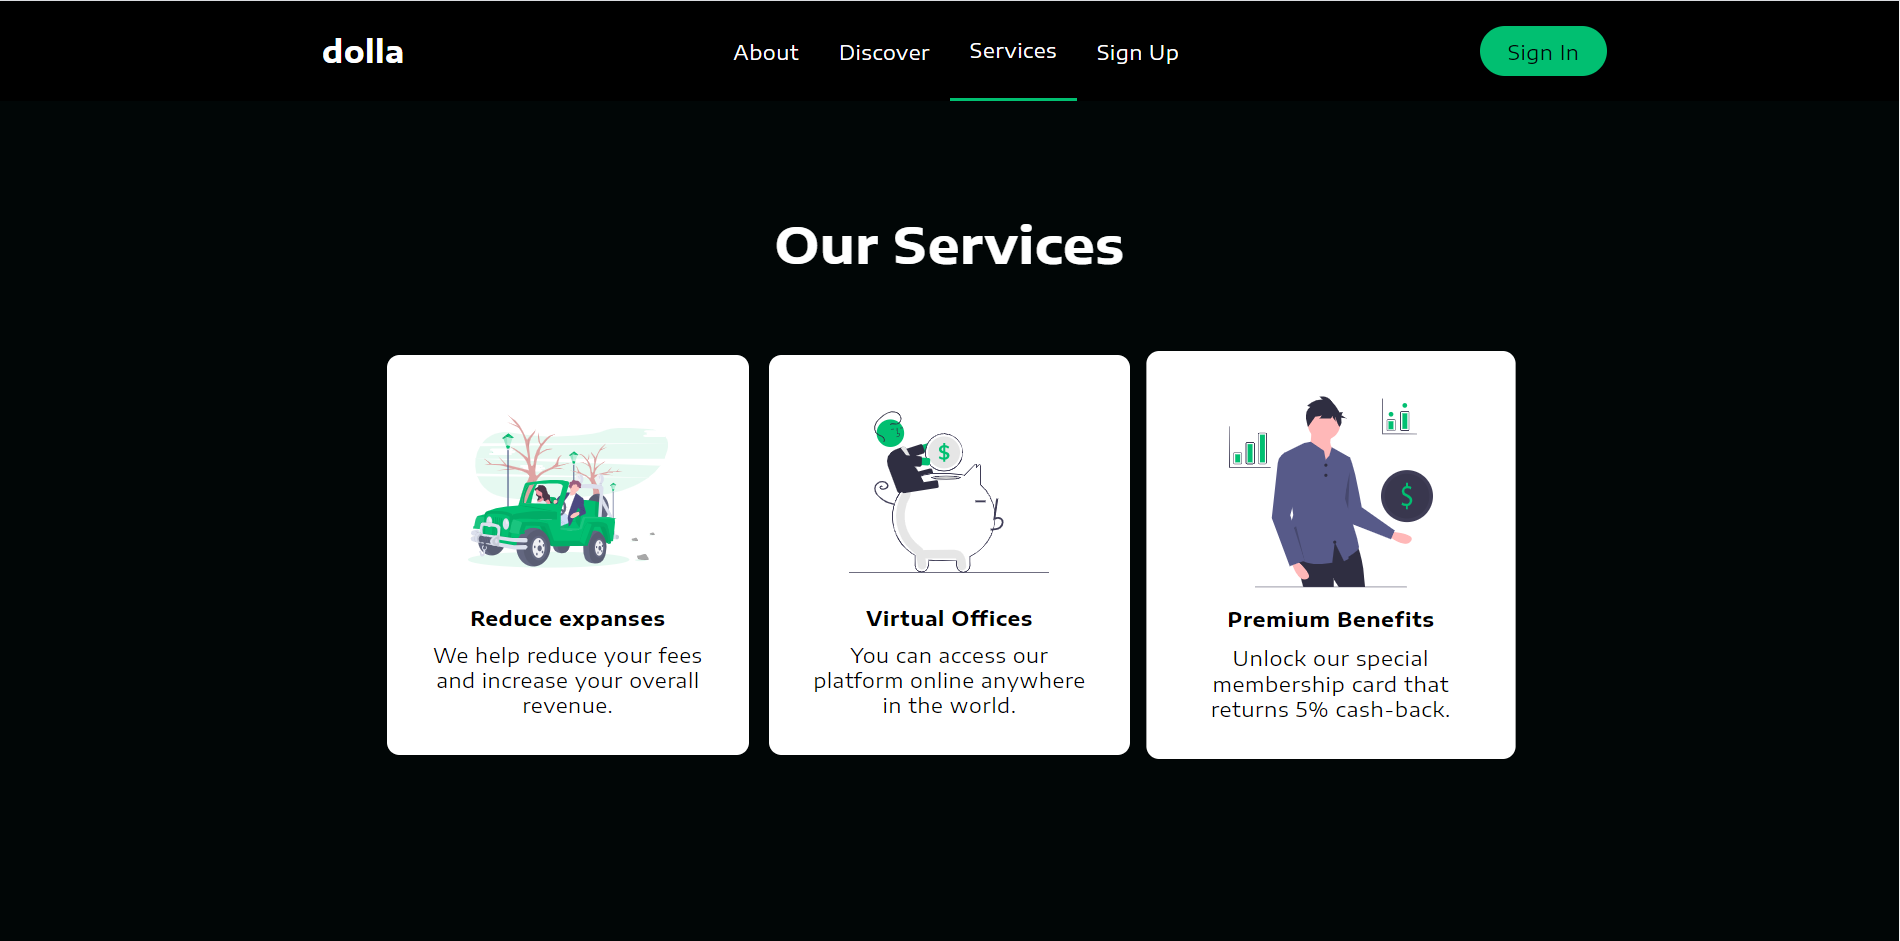 dolla
About Discover Services Sign Up
Sign In
Our Services
$
$
Reduce expanses
We help reduce your fees
and increase your overall
revenue.
Virtual Offices
You can access our
platform online anywhere
in the world.
Premium Benefits
Unlock our special
membership card that
returns 5% cash-back.